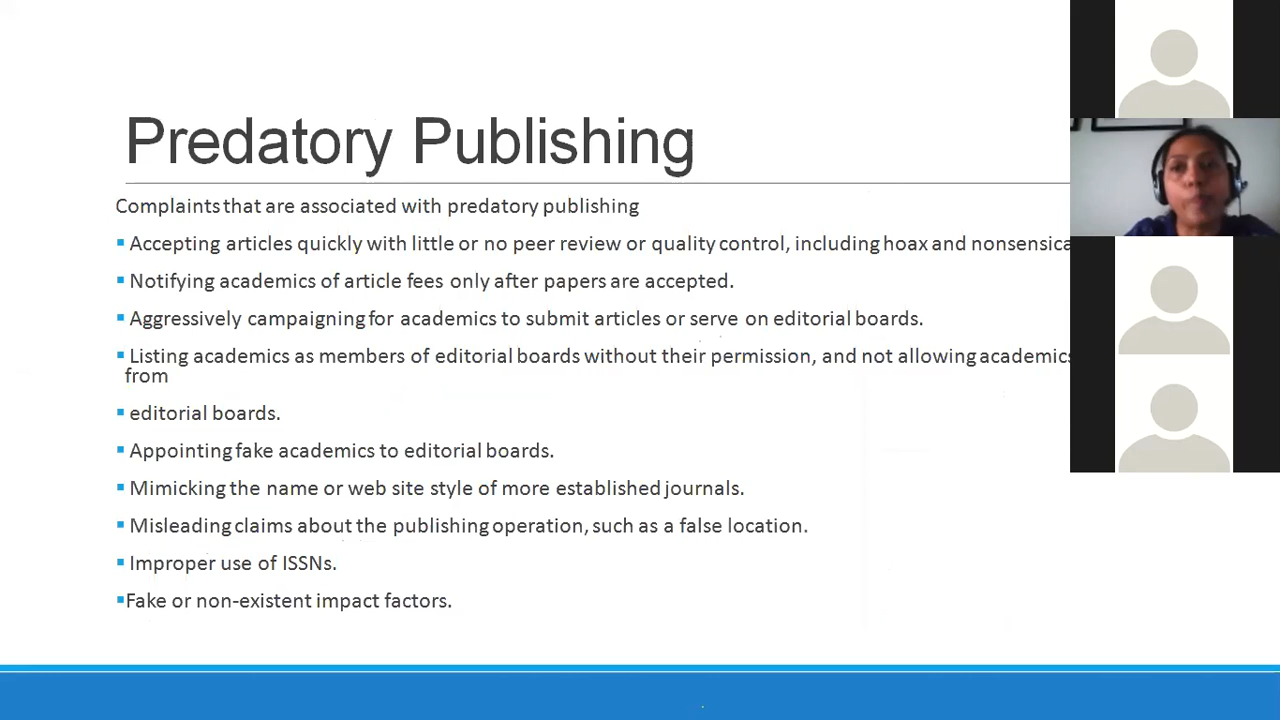 Predatory Publishing
Complaints that are associated with predatory publishing
▪ Accepting articles quickly with little or no peer review or quality control, including hoax and nonsensica
▪ Notifying academics of article fees only after papers are accepted.
▪ Aggressively campaigning for academics to submit articles or serve on editorial boards.
▪ Listing academics as members of editorial boards without their permission, and not allowing academics
from
▪ editorial boards.
▪ Appointing fake academics to editorial boards.
▪ Mimicking the name or web site style of more established journals.
▪ Misleading claims about the publishing operation, such as a false location.
▪ Improper use of ISSNs.
▪Fake or non-existent impact factors.